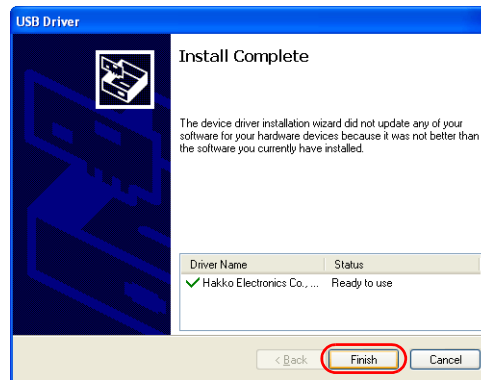 USB Driver
Install Complete
The device driver installation wizard did not update any of your
software for your hardware devices because it was not better than
the software you currently have installed.
Driver Name Status
Hakko Electronics Co., ... Ready to use
< Back Finish Cancel